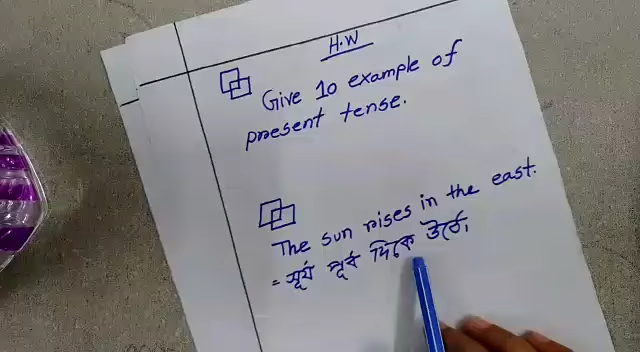 H.W
Give 10 example of
present tense.
The sun rises in the east.
= সূর্য পূর্ব দিকে উঠে।